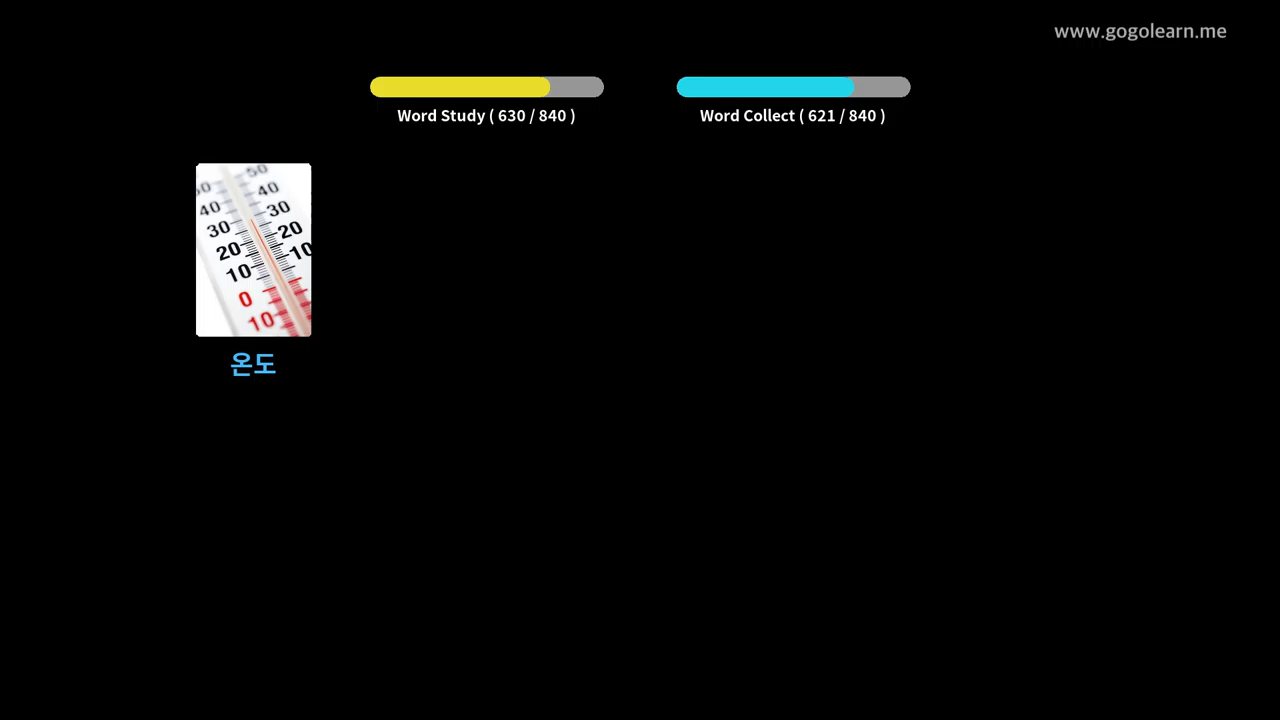 www.gogolearn.me
Word Study ( 630 / 840 )
Word Collect ( 621 / 840 )
50
40 40
30 30
20 20
10 10
0
10
온도